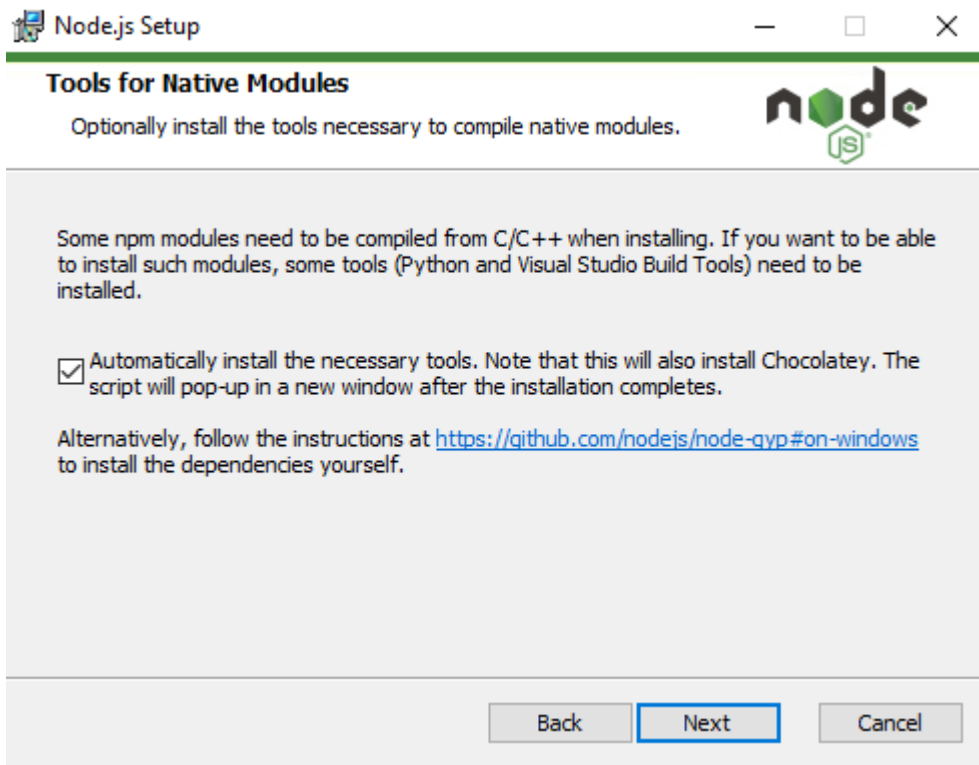 Node.js Setup
Tools for Native Modules
Optionally install the tools necessary to compile native modules.
node
JS
Some npm modules need to be compiled from C/C++ when installing. If you want to be able
to install such modules, some tools (Python and Visual Studio Build Tools) need to be
installed.
Automatically install the necessary tools. Note that this will also install Chocolatey. The
script will pop-up in a new window after the installation completes.
Alternatively, follow the instructions at https://github.com/nodejs/node-gyp#on-windows
to install the dependencies yourself.
Back
Next
Cancel